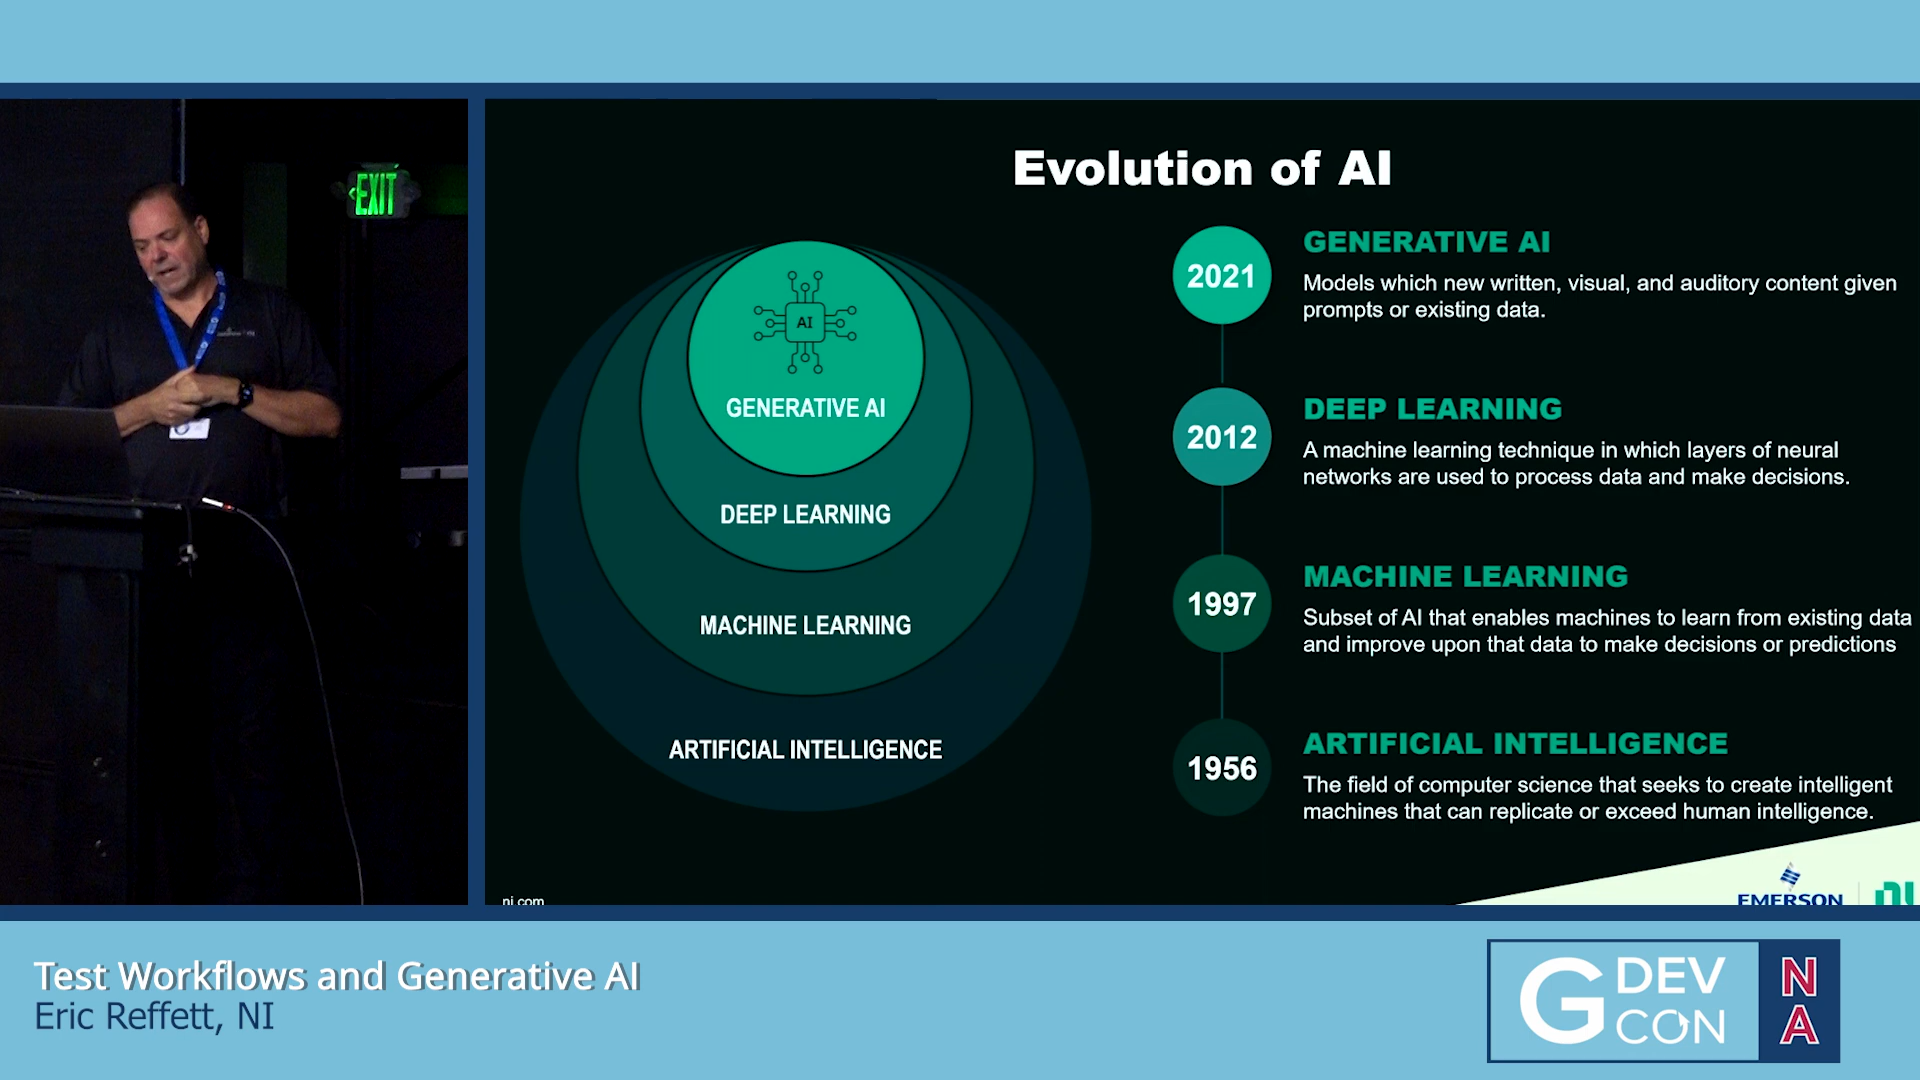 EXIT
Evolution of AI
AI
GENERATIVE AI
DEEP LEARNING
MACHINE LEARNING
ARTIFICIAL INTELLIGENCE
2021
GENERATIVE AI
Models which new written, visual, and auditory content given
prompts or existing data.
2012
DEEP LEARNING
A machine learning technique in which layers of neural
networks are used to process data and make decisions.
1997
MACHINE LEARNING
Subset of AI that enables machines to learn from existing data
and improve upon that data to make decisions or predictions
1956
ARTIFICIAL INTELLIGENCE
The field of computer science that seeks to create intelligent
machines that can replicate or exceed human intelligence.
ni.com
EMERSON
ni
Test Workflows and Generative AI
Eric Reffett, NI
G DEV
CON
NA